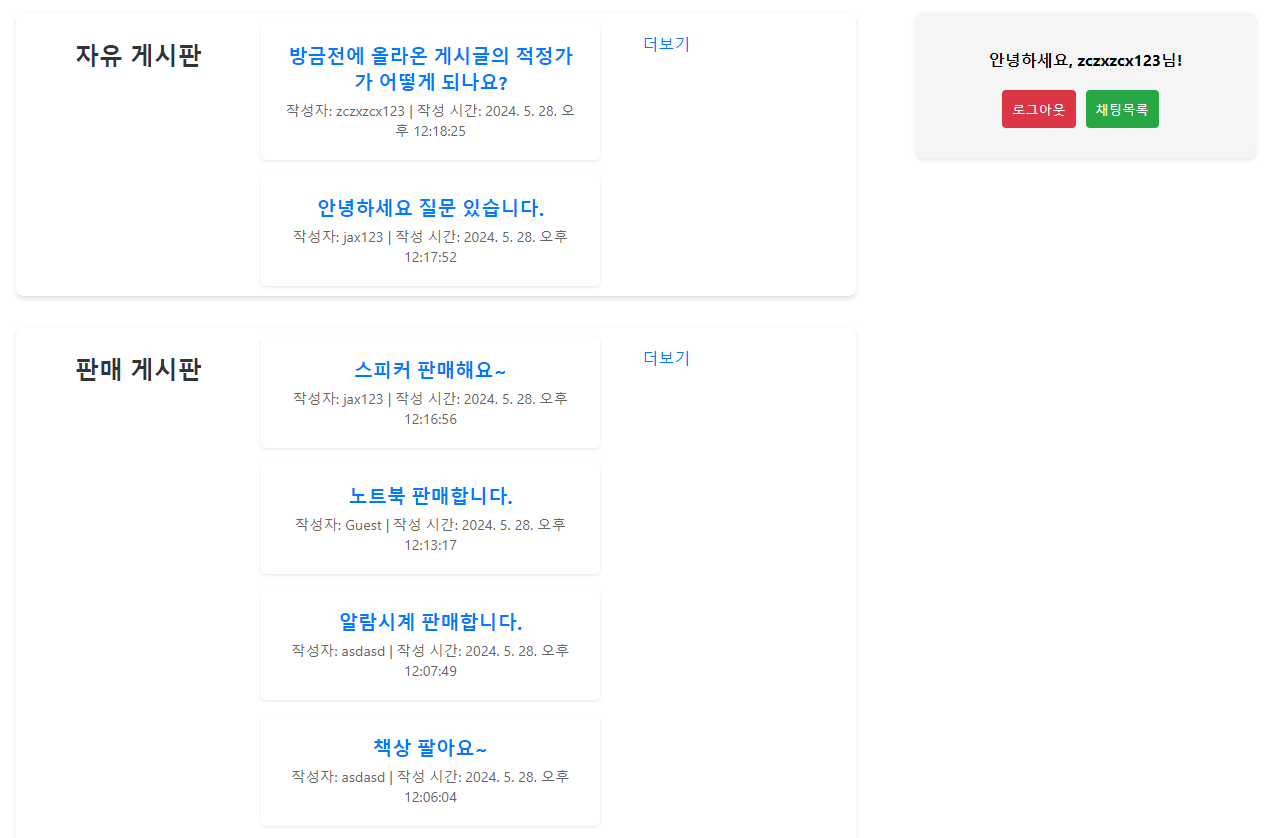 자유 게시판
방금전에 올라온 게시글의 적정가
가 어떻게 되나요?
작성자: zczxzcx123 | 작성 시간: 2024. 5. 28. 오
후 12:18:25
안녕하세요 질문 있습니다.
작성자: jax123 | 작성 시간: 2024. 5. 28. 오후
12:17:52
더보기
안녕하세요, zczxzcx123님!
로그아웃 채팅목록
판매 게시판
스피커 판매해요~
작성자: jax123 | 작성 시간: 2024. 5. 28. 오후
12:16:56
노트북 판매합니다.
작성자: Guest | 작성 시간: 2024. 5. 28. 오후
12:13:17
알람시계 판매합니다.
작성자: asdasd | 작성 시간: 2024. 5. 28. 오후
12:07:49
책상 팔아요~
작성자: asdasd | 작성 시간: 2024. 5. 28. 오후
12:06:04
더보기